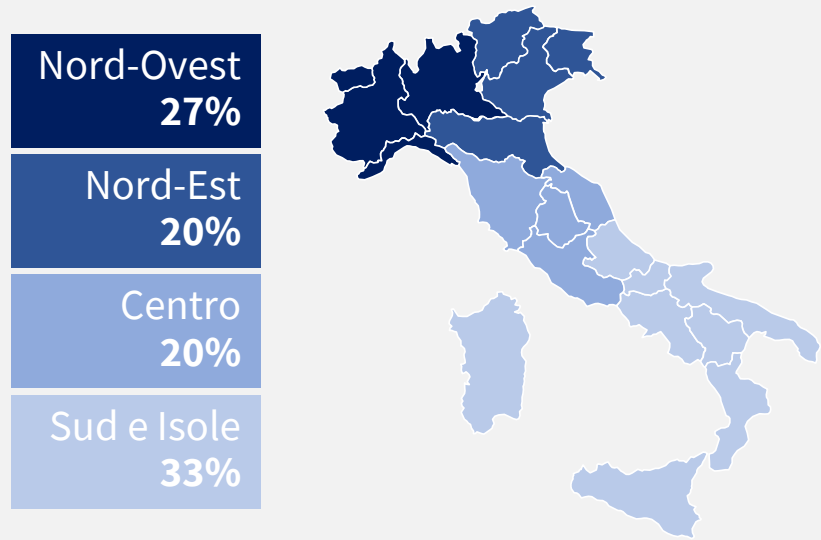 Nord-Ovest
27%
Nord-Est
20%
Centro
20%
Sud e Isole
33%